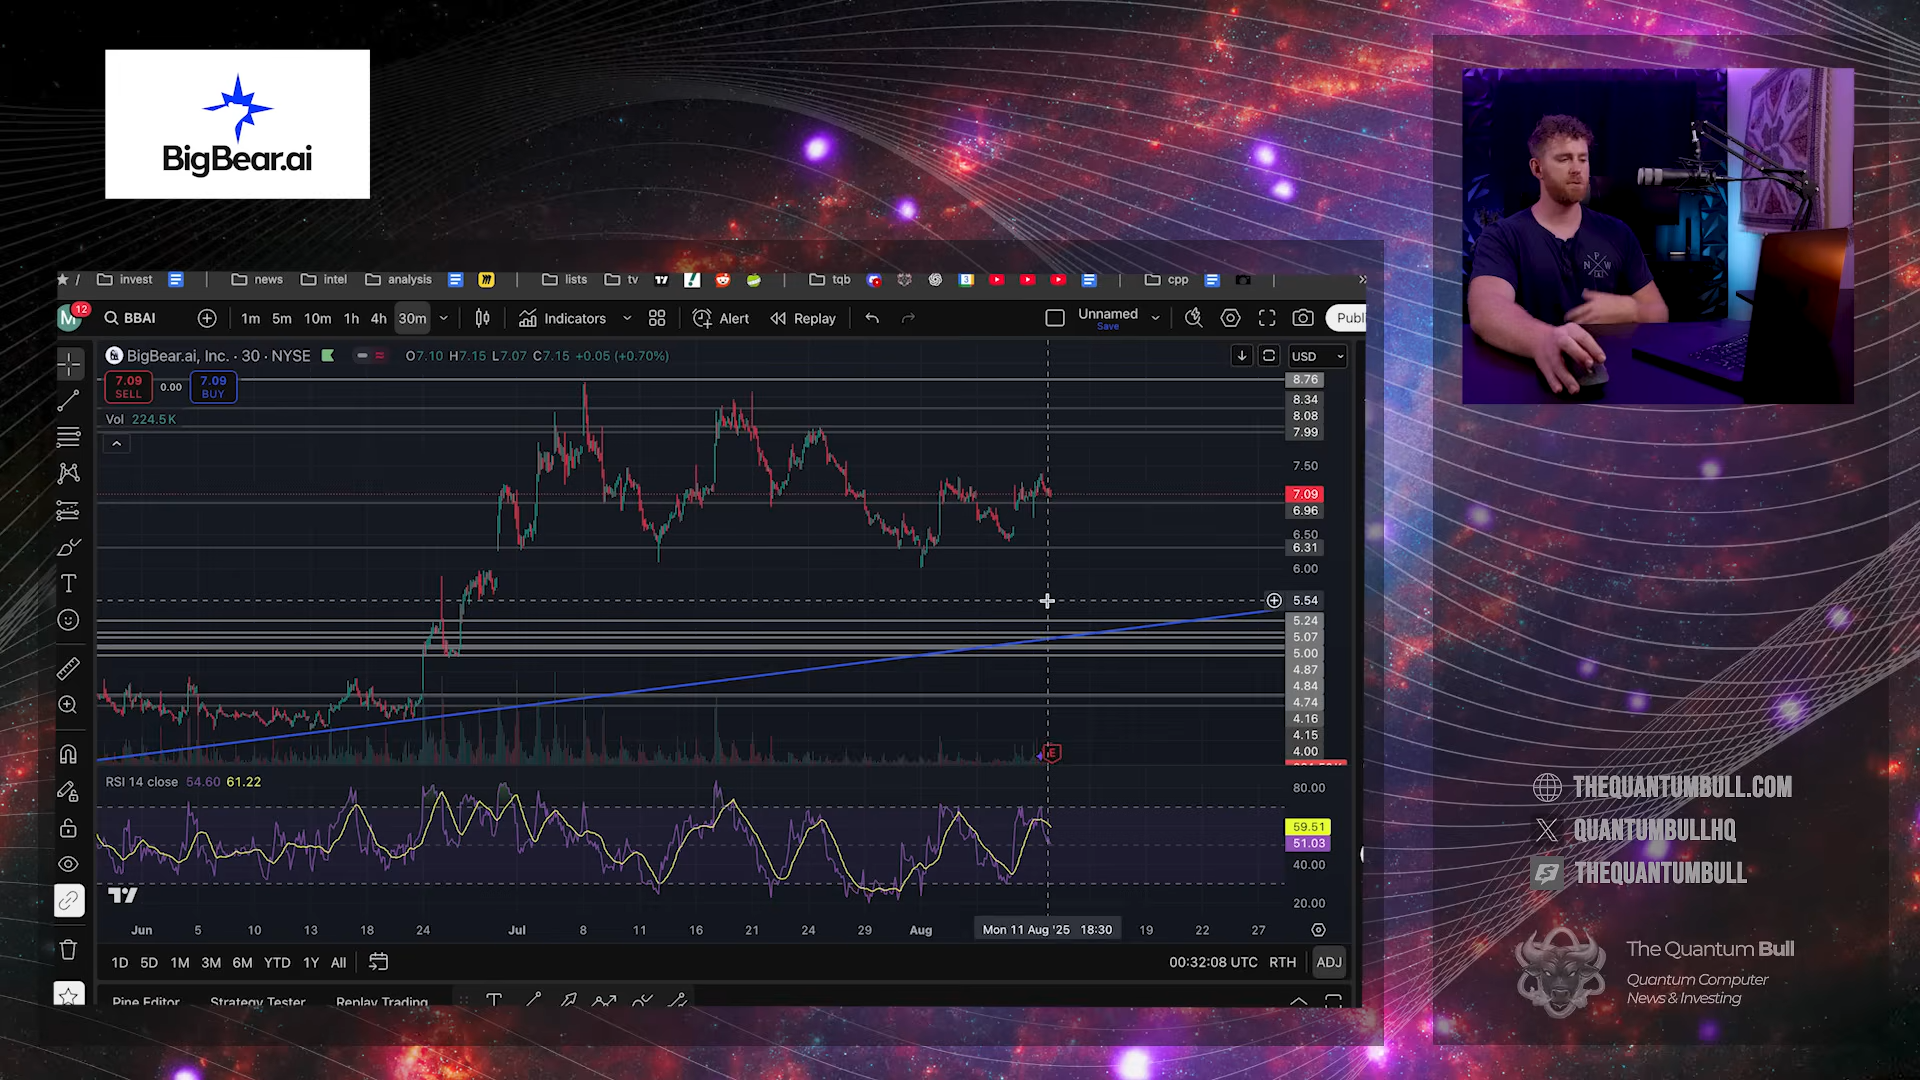 BigBear.ai
/ invest news intel analysis lists tv tqb cpp
M 12 BBAI 1m 5m 10m 1h 4h 30m Indicators Alert Replay Unnamed Save Publ
BigBear.ai, Inc. · 30 · NYSE O7.10 H7.15 L7.07 C7.15 +0.05 (+0.70%) USD
7.09 SELL 0.00 7.09 BUY
Vol 224.5K
8.76
8.34
8.08
7.99
7.50
7.09
6.96
6.50
6.31
6.00
5.54
5.24
5.07
5.00
4.87
4.84
4.74
4.16
4.15
4.00
E
RSI 14 close 54.60 61.22
80.00
59.51
51.03
40.00
20.00
Jun 5 10 13 18 24 Jul 8 11 16 21 24 29 Aug Mon 11 Aug '25 18:30 19 22 27
1D 5D 1M 3M 6M YTD 1Y All 00:32:08 UTC RTH ADJ
Pine Editor Strategy Tester Replay Trading
THEQUANTUMBULL.COM
QUANTUMBULLHQ
THEQUANTUMBULL
The Quantum Bull
Quantum Computer
News & Investing